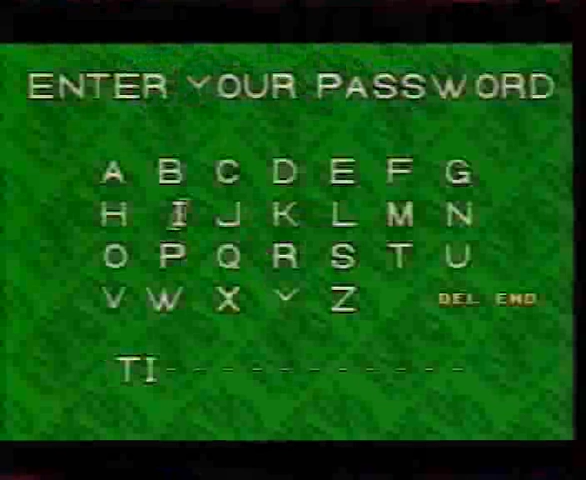 ENTER YOUR PASSWORD
A B C D E F G
H I J K L M N
O P Q R S T U
V W X Y Z DEL END
TI- - - - - - - - - - -